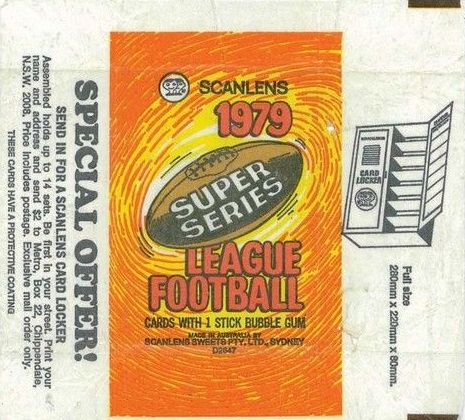 SCANLENS
1979
SUPER
SERIES
LEAGUE
FOOTBALL
CARDS WITH 1 STICK BUBBLE GUM
MADE IN AUSTRALIA BY
SCANLENS SWEETS PTY. LTD., SYDNEY
D2647
SPECIAL OFFER!
SEND IN FOR A SCANLENS CARD LOCKER
Assembled holds up to 14 sets. Be first in your street. Print your
name and address and send $2 to Metro, Box 22, Chippendale,
N.S.W. 2008. Price includes postage. Exclusive mail order only.
THESE CARDS HAVE A PROTECTIVE COATING
CARD
LOCKER
Full size
280mm x 220mm x 80mm.